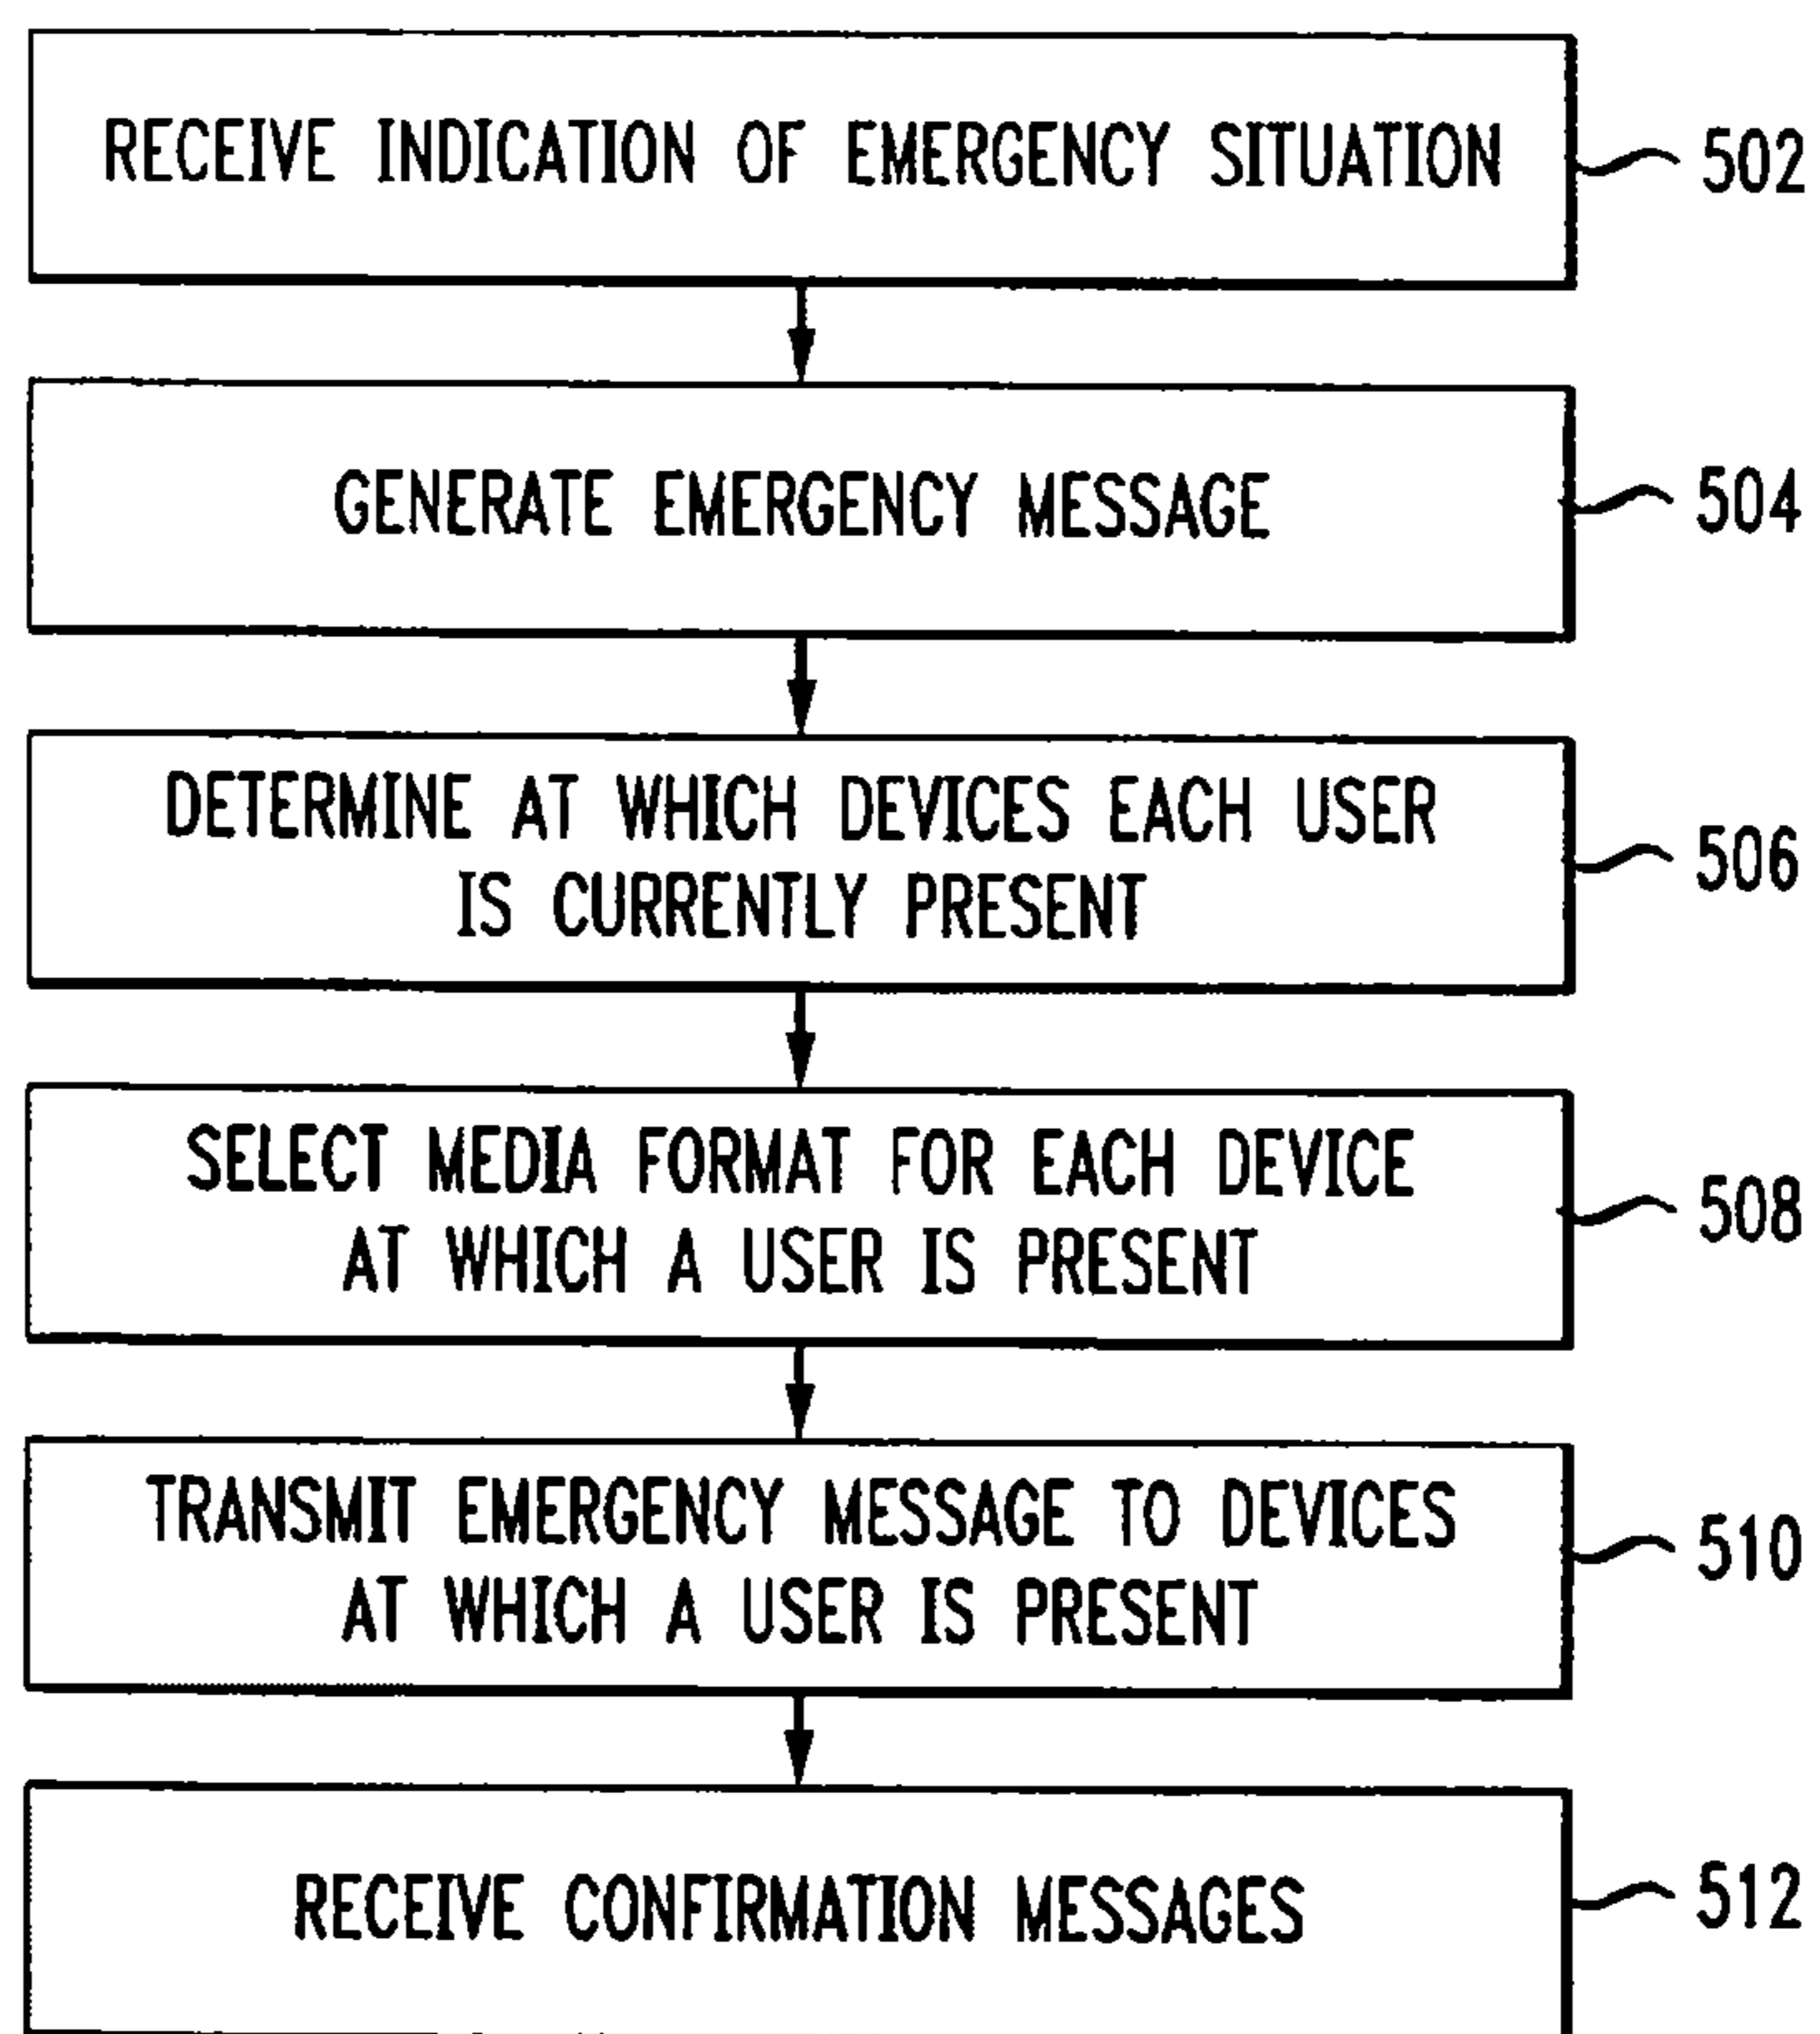 RECEIVE INDICATION OF EMERGENCY SITUATION
502
GENERATE EMERGENCY MESSAGE
504
DETERMINE AT WHICH DEVICES EACH USER
IS CURRENTLY PRESENT
506
SELECT MEDIA FORMAT FOR EACH DEVICE
AT WHICH A USER IS PRESENT
508
TRANSMIT EMERGENCY MESSAGE TO DEVICES
AT WHICH A USER IS PRESENT
510
RECEIVE CONFIRMATION MESSAGES
512